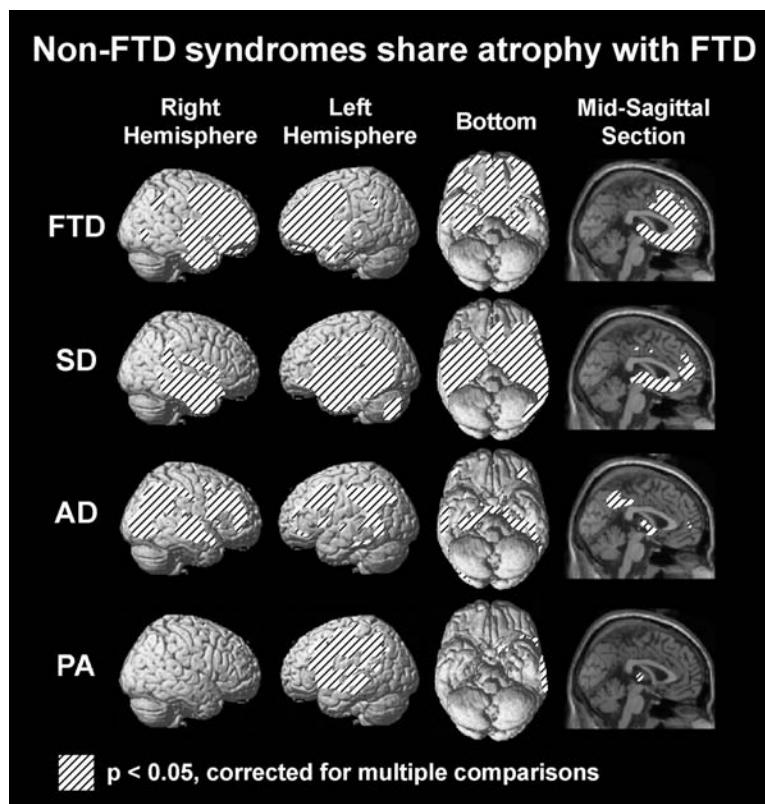 Non-FTD syndromes share atrophy with FTD
Right Hemisphere
Left Hemisphere
Bottom
Mid-Sagittal Section
FTD
SD
AD
PA
p < 0.05, corrected for multiple comparisons